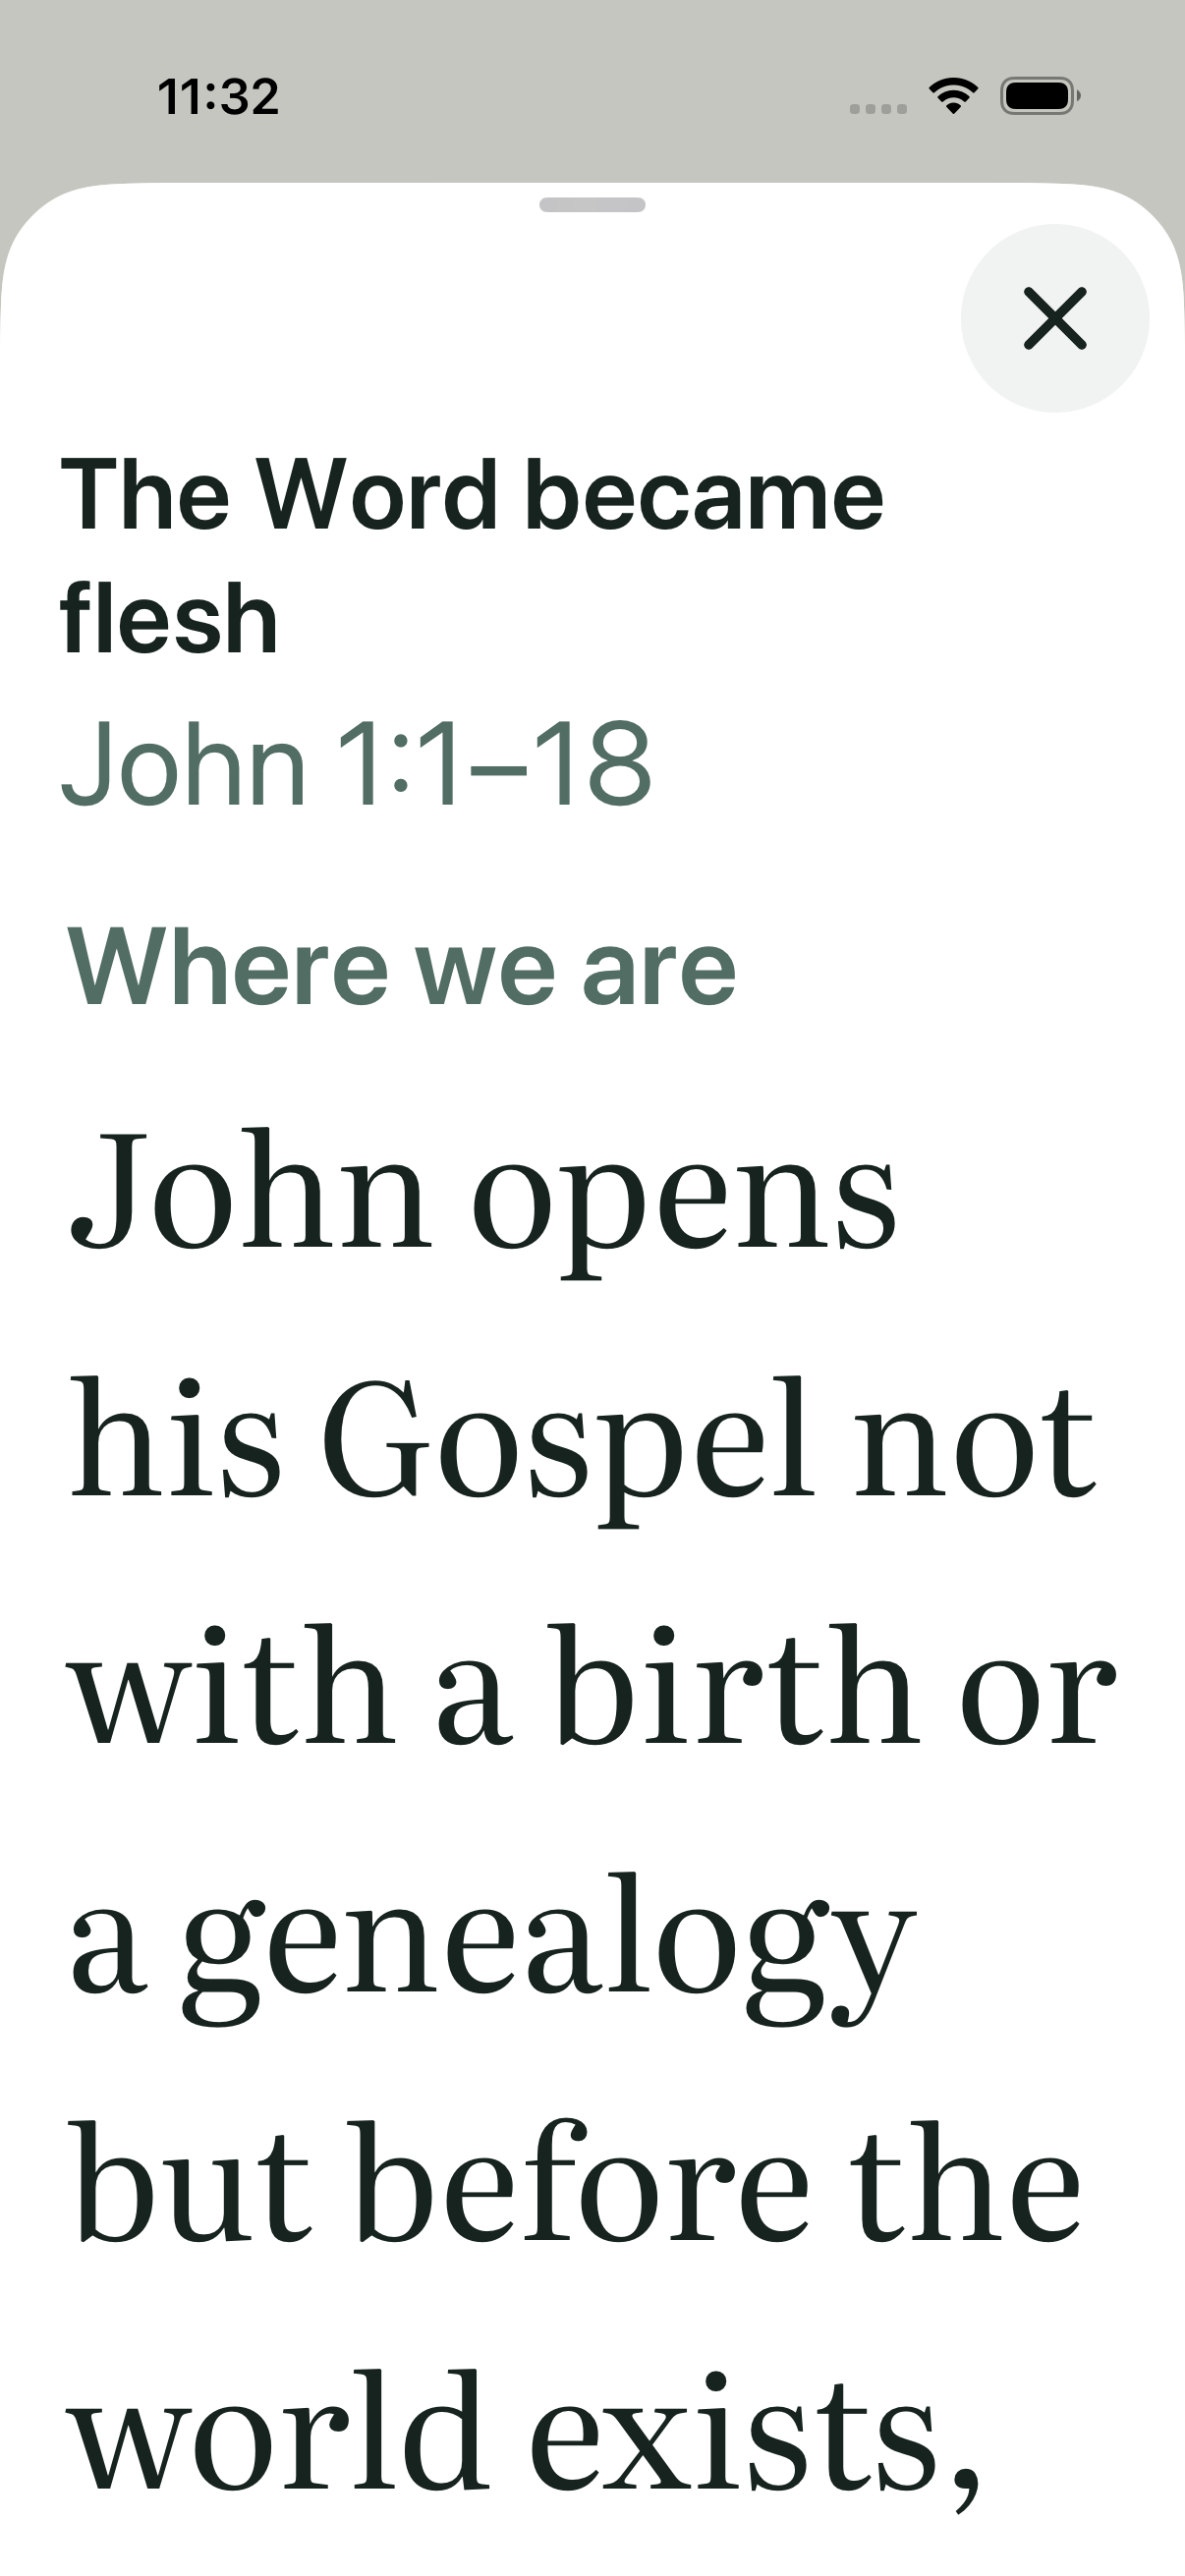 11:32
The Word became
flesh
John 1:1–18
Where we are
John opens
his Gospel not
with a birth or
a genealogy
but before the
world exists,